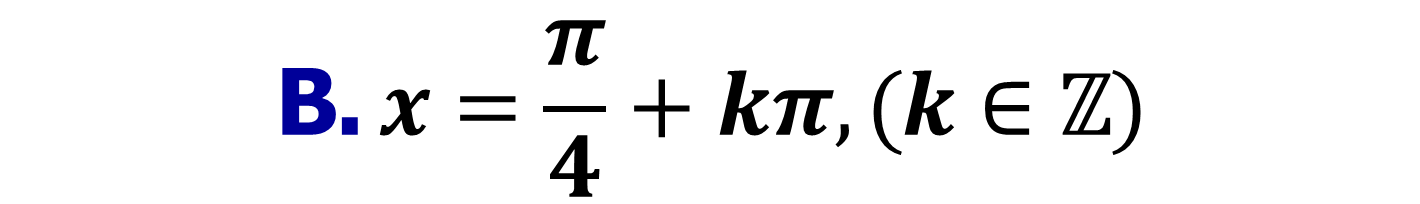 B. x = π/4 + kπ, (k ∈ ℤ)